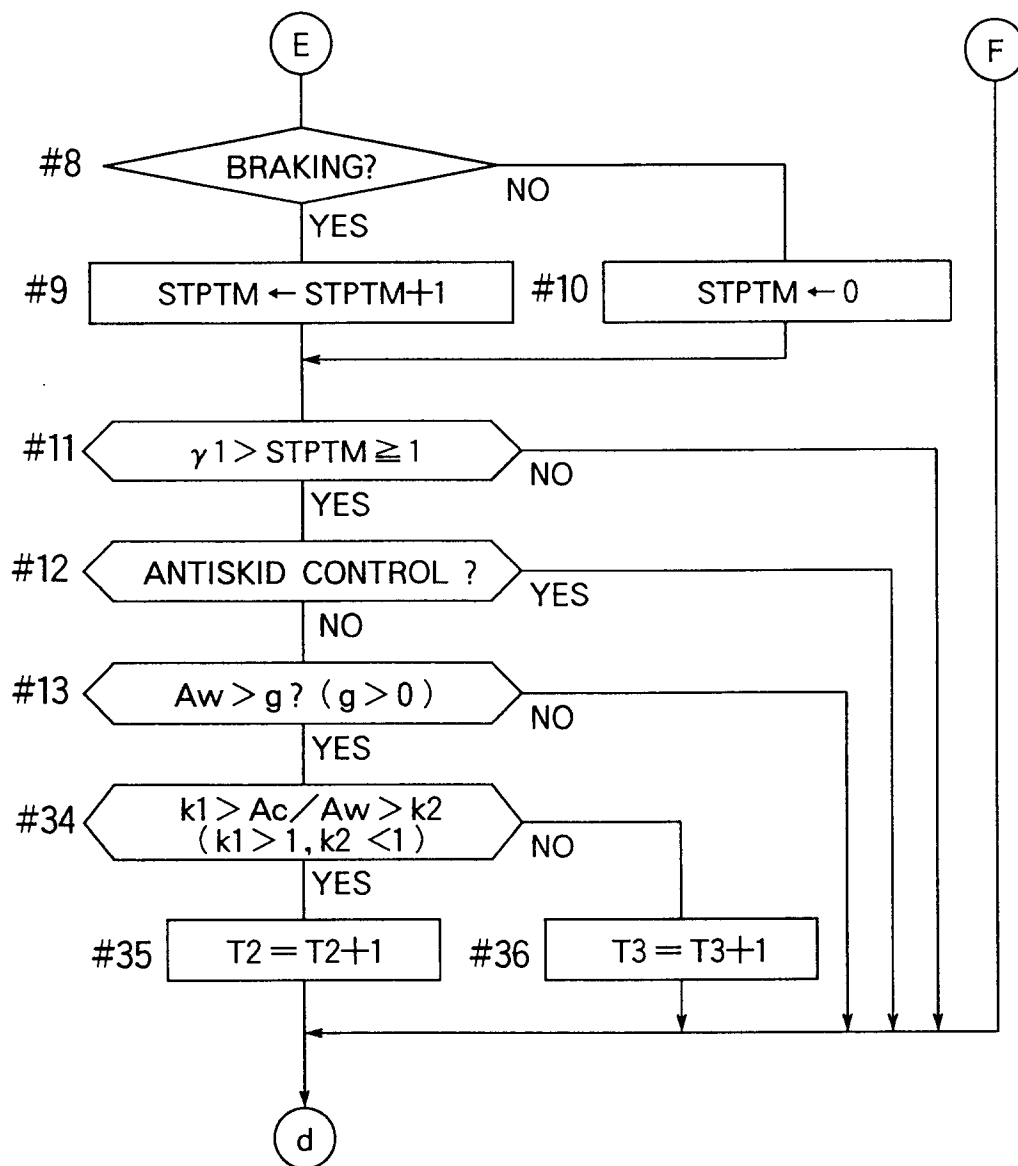 E
F
#8
BRAKING?
NO
YES
#9
STPTM ← STPTM+1
#10
STPTM ← 0
#11
γ1 > STPTM ≧ 1
NO
YES
#12
ANTISKID CONTROL ?
YES
NO
#13
Aw > g ? ( g > 0 )
NO
YES
#34
k1 > Ac／Aw > k2
( k1 > 1, k2 < 1 )
NO
YES
#35
T2 = T2+1
#36
T3 = T3+1
d